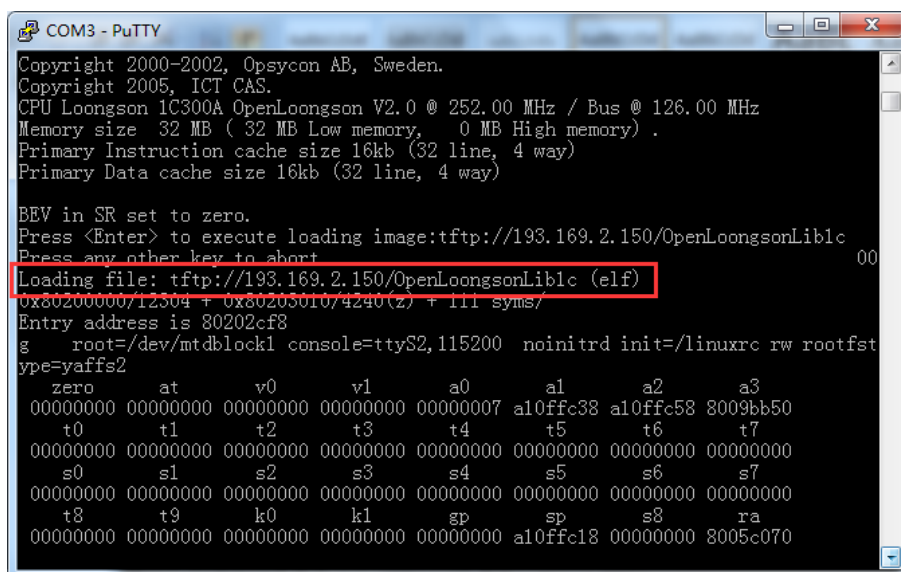 COM3 - PuTTY
Copyright 2000-2002, Opsycon AB, Sweden.
Copyright 2005, ICT CAS.
CPU Loongson 1C300A OpenLoongson V2.0 @ 252.00 MHz / Bus @ 126.00 MHz
Memory size  32 MB ( 32 MB Low memory,   0 MB High memory) .
Primary Instruction cache size 16kb (32 line, 4 way)
Primary Data cache size 16kb (32 line, 4 way)
BEV in SR set to zero.
Press <Enter> to execute loading image:tftp://193.169.2.150/OpenLoongsonLib1c
Press any other key to abort 00
Loading file: tftp://193.169.2.150/OpenLoongsonLib1c (elf)
0x80200000/12304 + 0x80203010/4240(z) + 111 syms/
Entry address is 80202cf8
g   root=/dev/mtdblock1 console=ttyS2,115200  noinitrd init=/linuxrc rw rootfst
ype=yaffs2
zero at v0 v1 a0 a1 a2 a3
00000000 00000000 00000000 00000000 00000007 a10ffc38 a10ffc58 8009bb50
t0 t1 t2 t3 t4 t5 t6 t7
00000000 00000000 00000000 00000000 00000000 00000000 00000000 00000000
s0 s1 s2 s3 s4 s5 s6 s7
00000000 00000000 00000000 00000000 00000000 00000000 00000000 00000000
t8 t9 k0 k1 gp sp s8 ra
00000000 00000000 00000000 00000000 00000000 a10ffc18 00000000 8005c070